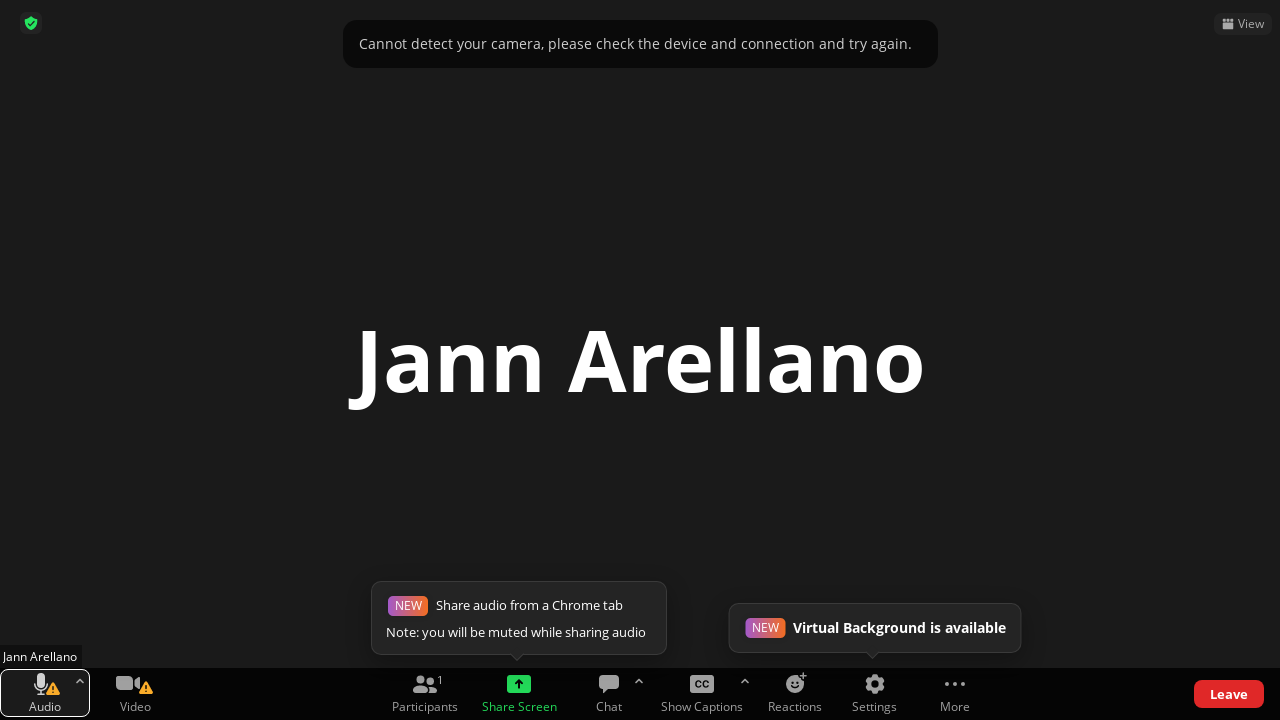 View
Cannot detect your camera, please check the device and connection and try again.
Jann Arellano
NEW Share audio from a Chrome tab
Note: you will be muted while sharing audio
NEW Virtual Background is available
Jann Arellano
Audio
Video
1
Participants
Share Screen
Chat
CC
Show Captions
Reactions
Settings
More
Leave